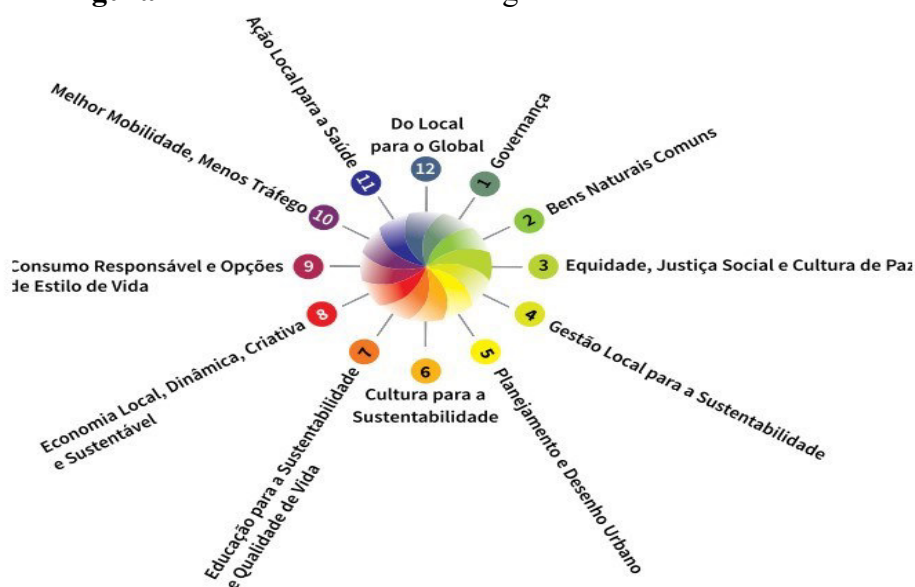 12
Do Local
para o Global
1
Governança
2
Bens Naturais Comuns
3
Equidade, Justiça Social e Cultura de Paz
4
Gestão Local para a Sustentabilidade
5
Planejamento e Desenho Urbano
6
Cultura para a
Sustentabilidade
7
Educação para a Sustentabilidade
e Qualidade de Vida
8
Economia Local, Dinâmica, Criativa
e Sustentável
9
Consumo Responsável e Opções
de Estilo de Vida
10
Melhor Mobilidade, Menos Tráfego
11
Ação Local para a Saúde